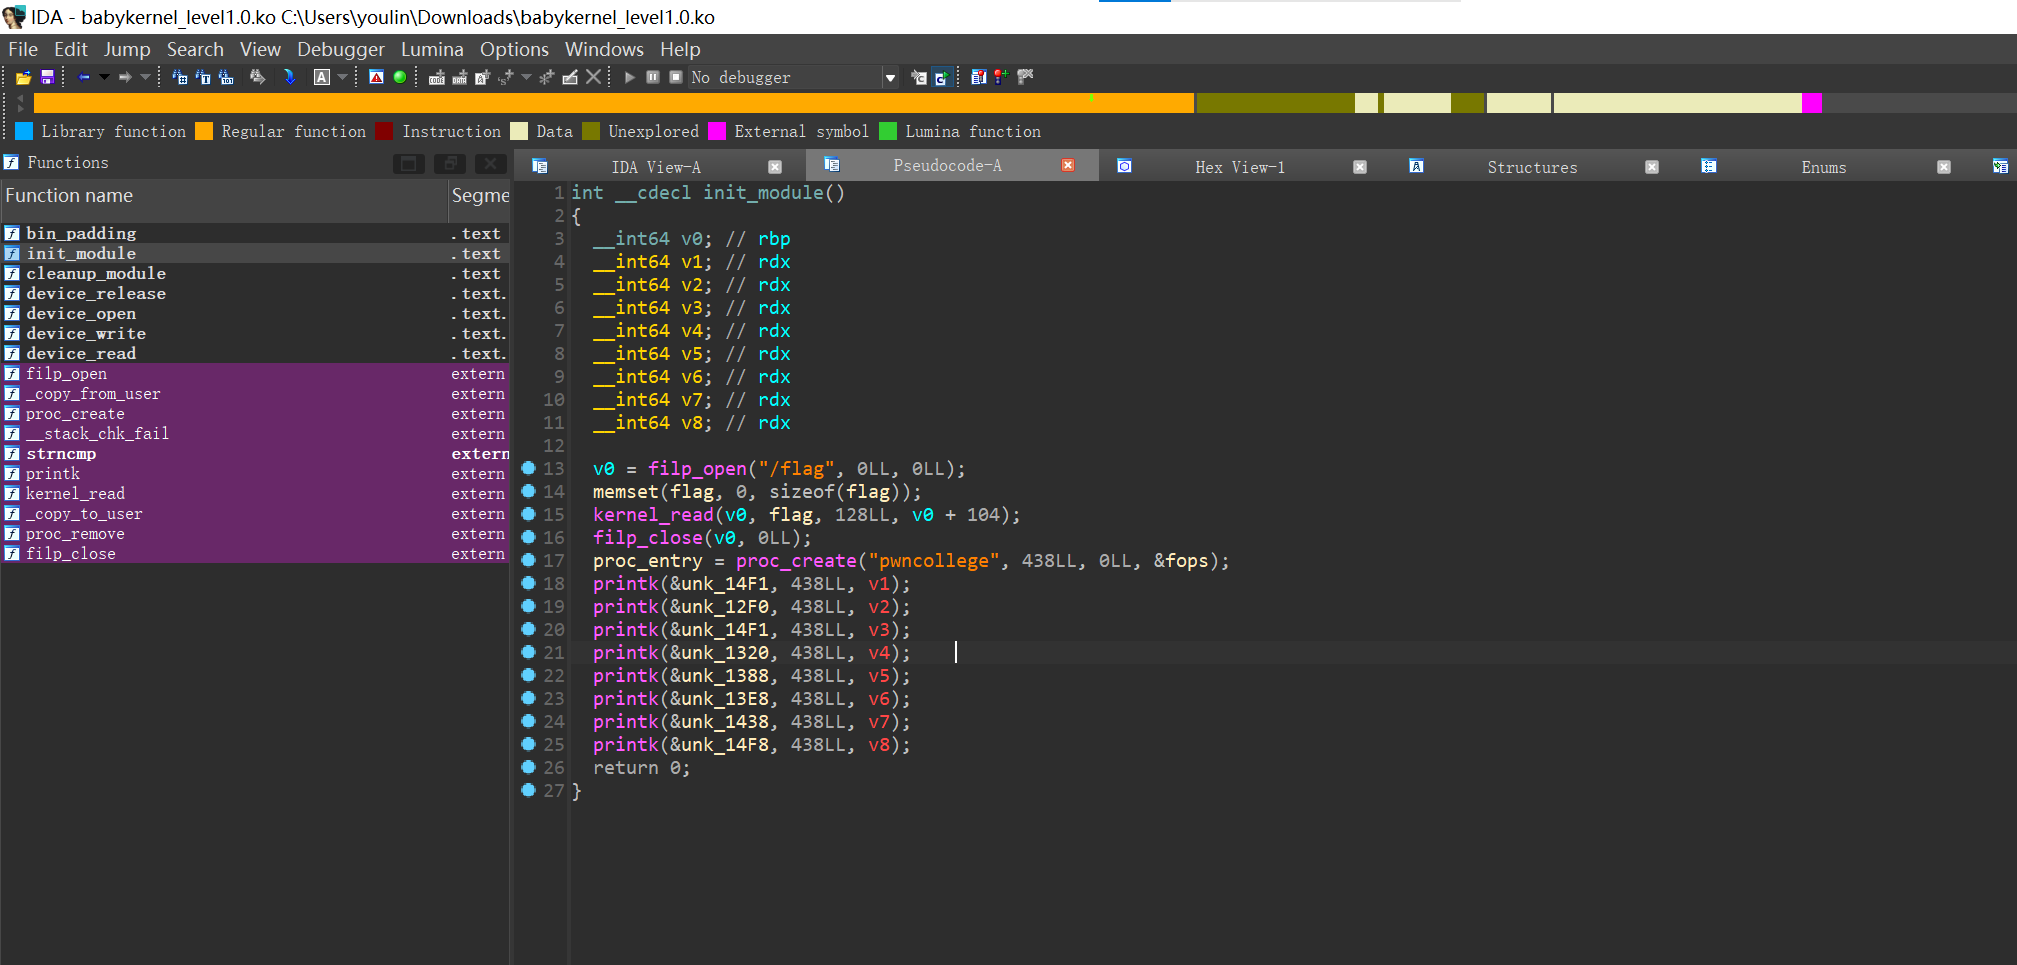 IDA - babykernel_level1.0.ko C:\Users\youlin\Downloads\babykernel_level1.0.ko
File Edit Jump Search View Debugger Lumina Options Windows Help
No debugger
Library function Regular function Instruction Data Unexplored External symbol Lumina function
Functions
Function name Segme
bin_padding .text
init_module .text
cleanup_module .text
device_release .text.
device_open .text.
device_write .text.
device_read .text.
filp_open extern
_copy_from_user extern
proc_create extern
__stack_chk_fail extern
strncmp extern
printk extern
kernel_read extern
_copy_to_user extern
proc_remove extern
filp_close extern
IDA View-A Pseudocode-A Hex View-1 Structures Enums
1 int __cdecl init_module()
2 {
3 __int64 v0; // rbp
4 __int64 v1; // rdx
5 __int64 v2; // rdx
6 __int64 v3; // rdx
7 __int64 v4; // rdx
8 __int64 v5; // rdx
9 __int64 v6; // rdx
10 __int64 v7; // rdx
11 __int64 v8; // rdx
12
13 v0 = filp_open("/flag", 0LL, 0LL);
14 memset(flag, 0, sizeof(flag));
15 kernel_read(v0, flag, 128LL, v0 + 104);
16 filp_close(v0, 0LL);
17 proc_entry = proc_create("pwncollege", 438LL, 0LL, &fops);
18 printk(&unk_14F1, 438LL, v1);
19 printk(&unk_12F0, 438LL, v2);
20 printk(&unk_14F1, 438LL, v3);
21 printk(&unk_1320, 438LL, v4);
22 printk(&unk_1388, 438LL, v5);
23 printk(&unk_13E8, 438LL, v6);
24 printk(&unk_1438, 438LL, v7);
25 printk(&unk_14F8, 438LL, v8);
26 return 0;
27 }